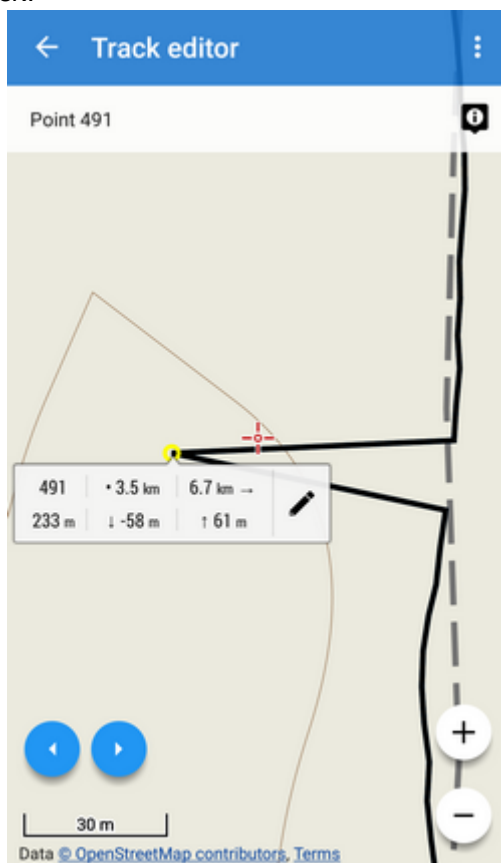 Track editor
Point 491
491 • 3.5 km 6.7 km →
233 m ↓ -58 m ↑ 61 m
+
−
30 m
Data © OpenStreetMap contributors, Terms